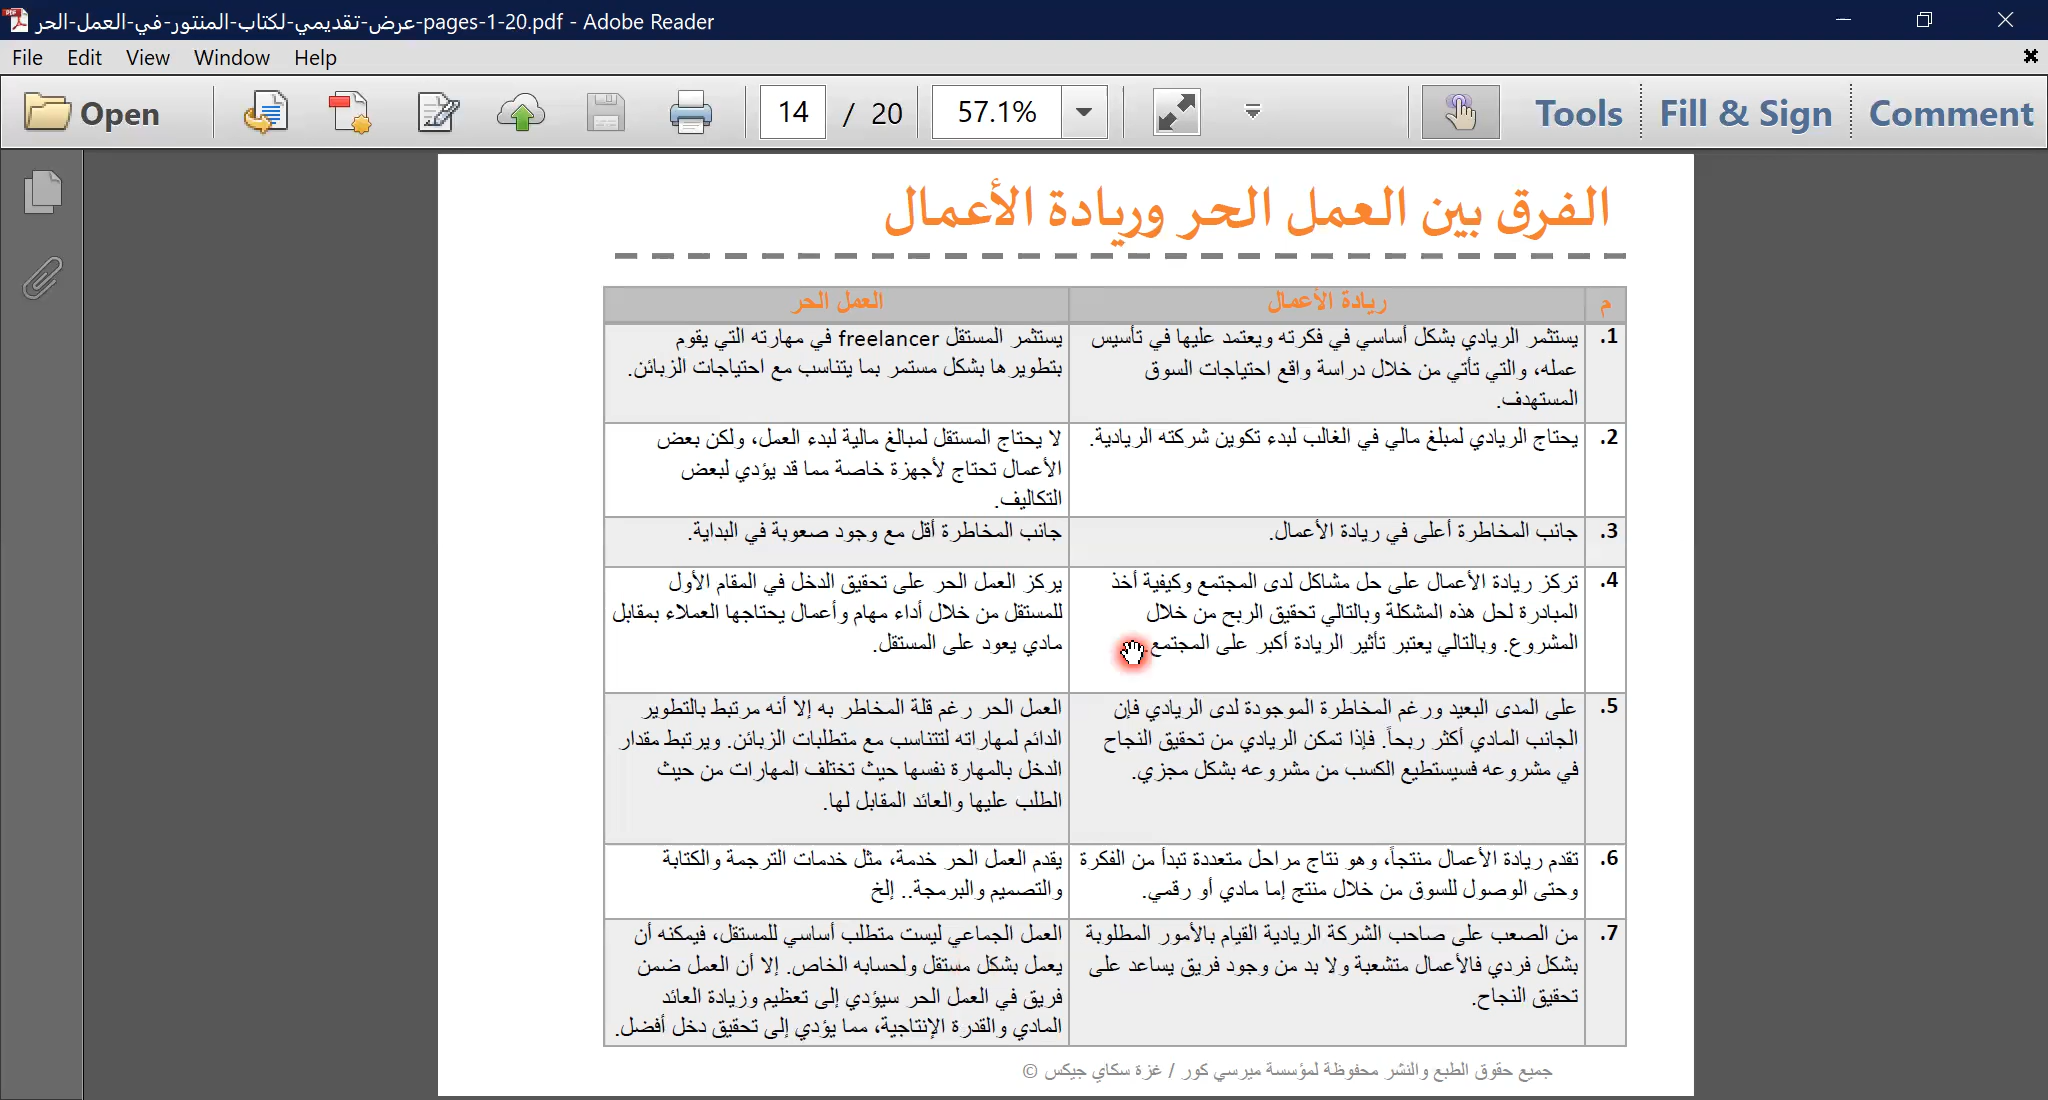 عرض-تقديمي-لكتاب-المنتور-في-العمل-الحر-pages-1-20.pdf - Adobe Reader
File Edit View Window Help
Open 14 / 20 57.1% Tools Fill & Sign Comment
الفرق بين العمل الحر وريادة الأعمال
م ريادة الأعمال العمل الحر
1. يستثمر الريادي بشكل أساسي في فكرته ويعتمد عليها في تأسيس
عمله، والتي تأتي من خلال دراسة واقع احتياجات السوق
المستهدف.
يستثمر المستقل freelancer في مهارته التي يقوم
بتطويرها بشكل مستمر بما يتناسب مع احتياجات الزبائن.
2. يحتاج الريادي لمبلغ مالي في الغالب لبدء تكوين شركته الريادية.
لا يحتاج المستقل لمبالغ مالية لبدء العمل، ولكن بعض
الأعمال تحتاج لأجهزة خاصة مما قد يؤدي لبعض
التكاليف.
3. جانب المخاطرة أعلى في ريادة الأعمال.
جانب المخاطرة أقل مع وجود صعوبة في البداية.
4. تركز ريادة الأعمال على حل مشاكل لدى المجتمع وكيفية أخذ
المبادرة لحل هذه المشكلة وبالتالي تحقيق الربح من خلال
المشروع. وبالتالي يعتبر تأثير الريادة أكبر على المجتمع.
يركز العمل الحر على تحقيق الدخل في المقام الأول
للمستقل من خلال أداء مهام وأعمال يحتاجها العملاء بمقابل
مادي يعود على المستقل.
5. على المدى البعيد ورغم المخاطرة الموجودة لدى الريادي فإن
الجانب المادي أكثر ربحاً. فإذا تمكن الريادي من تحقيق النجاح
في مشروعه فسيستطيع الكسب من مشروعه بشكل مجزي.
العمل الحر رغم قلة المخاطر به إلا أنه مرتبط بالتطوير
الدائم لمهاراته لتتناسب مع متطلبات الزبائن. ويرتبط مقدار
الدخل بالمهارة نفسها حيث تختلف المهارات من حيث
الطلب عليها والعائد المقابل لها.
6. تقدم ريادة الأعمال منتجاً، وهو نتاج مراحل متعددة تبدأ من الفكرة
وحتى الوصول للسوق من خلال منتج إما مادي أو رقمي.
يقدم العمل الحر خدمة، مثل خدمات الترجمة والكتابة
والتصميم والبرمجة.. إلخ
7. من الصعب على صاحب الشركة الريادية القيام بالأمور المطلوبة
بشكل فردي فالأعمال متشعبة ولا بد من وجود فريق يساعد على
تحقيق النجاح.
العمل الجماعي ليست متطلب أساسي للمستقل، فيمكنه أن
يعمل بشكل مستقل ولحسابه الخاص. إلا أن العمل ضمن
فريق في العمل الحر سيؤدي إلى تعظيم وزيادة العائد
المادي والقدرة الإنتاجية، مما يؤدي إلى تحقيق دخل أفضل.
جميع حقوق الطبع والنشر محفوظة لمؤسسة ميرسي كور / غزة سكاي جيكس ©